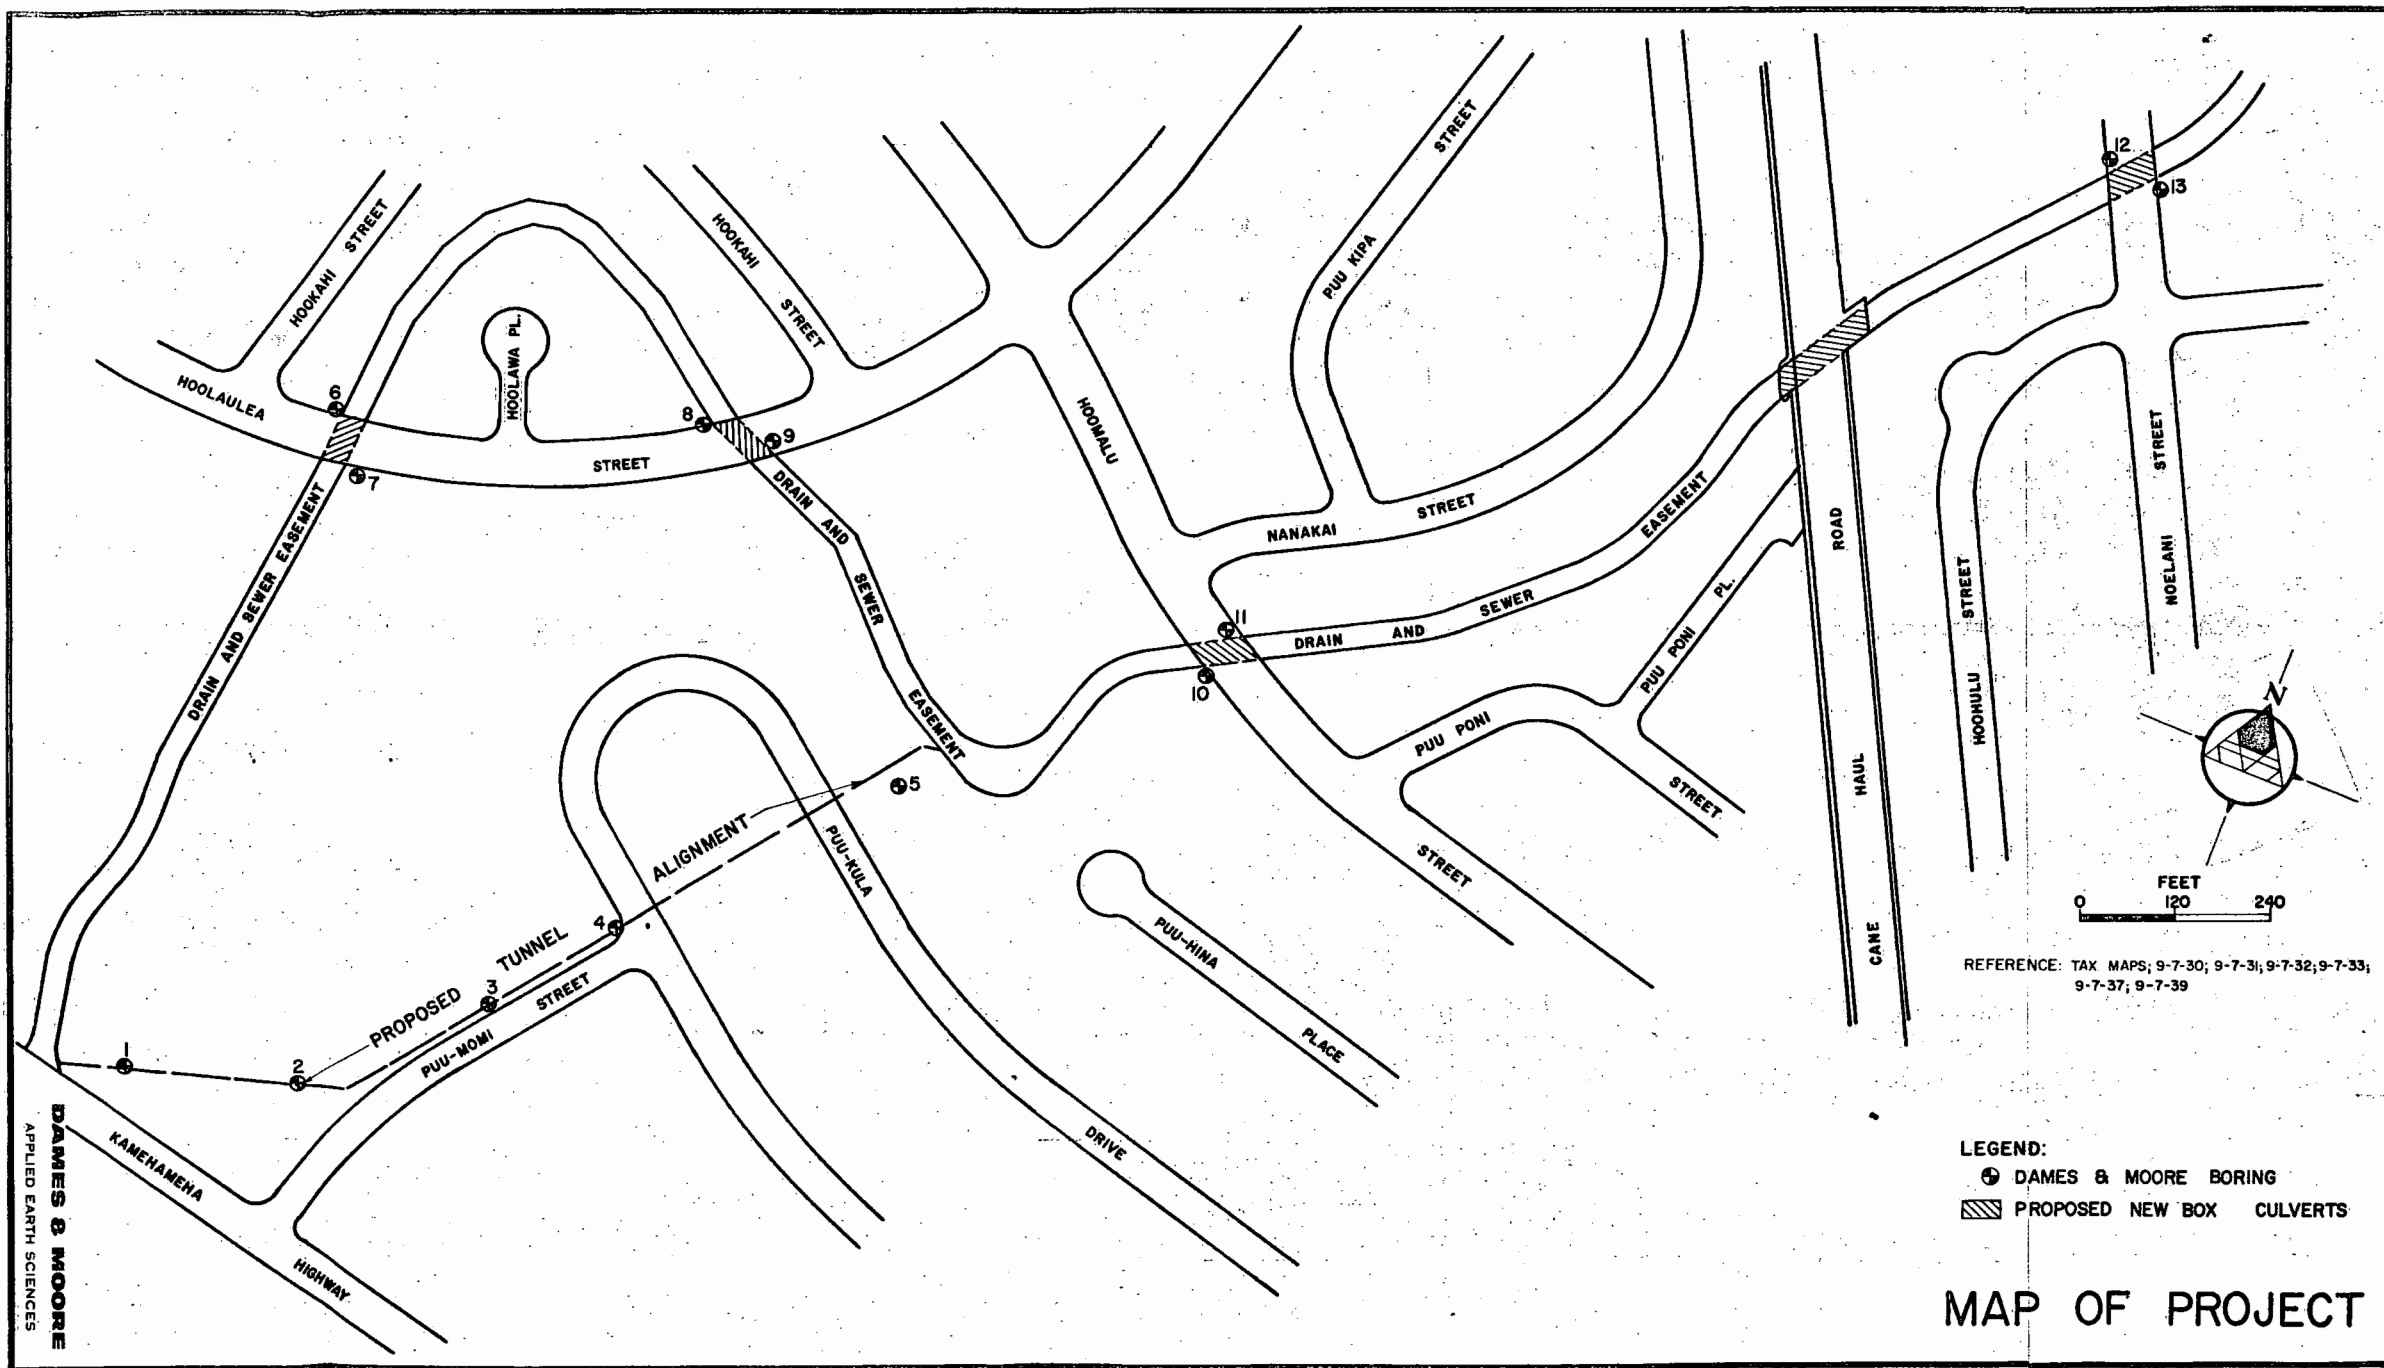 HOOKAHI STREET
HOOLAULEA
STREET
HOOLAWA PL.
HOOKAHI STREET
HOOMALU
STREET
PUU KIPA STREET
NANAKAI STREET
DRAIN AND SEWER EASEMENT
DRAIN AND SEWER EASEMENT
DRAIN AND SEWER EASEMENT
PUU PONI PL.
PUU PONI STREET
CANE HAUL ROAD
HOOHULU STREET
NOELANI STREET
PROPOSED TUNNEL ALIGNMENT
PUU-MOMI STREET
PUU-KULA DRIVE
PUU-HINA PLACE
KAMEHAMEHA HIGHWAY
1
2
3
4
5
6
7
8
9
10
11
12
13
N
FEET
0 120 240
REFERENCE: TAX MAPS; 9-7-30; 9-7-31; 9-7-32; 9-7-33;
9-7-37; 9-7-39
LEGEND:
DAMES & MOORE BORING
PROPOSED NEW BOX CULVERTS
MAP OF PROJECT
DAMES & MOORE
APPLIED EARTH SCIENCES